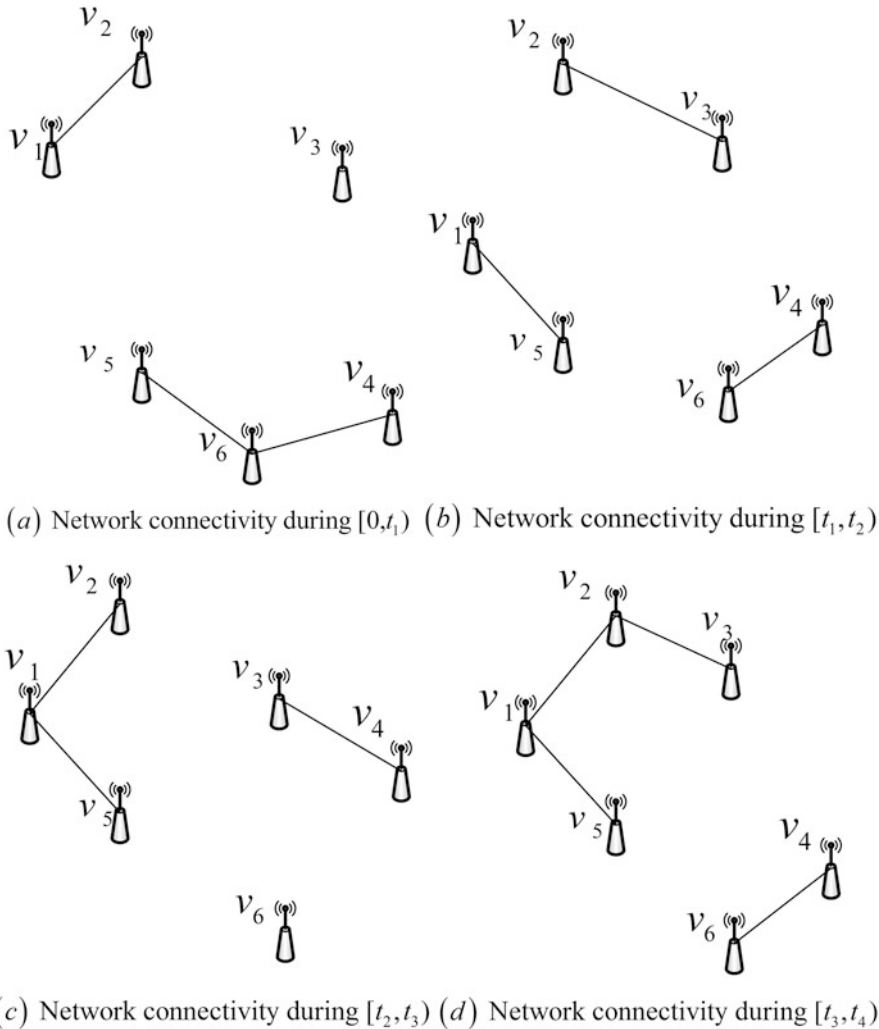 v₂
v₁
v₃
v₅
v₄
v₆
(a) Network connectivity during [0,t₁)
v₂
v₃
v₁
v₄
v₅
v₆
(b) Network connectivity during [t₁,t₂)
v₂
v₁
v₃
v₄
v₅
v₆
c) Network connectivity during [t₂,t₃)
v₂
v₃
v₁
v₅
v₄
v₆
(d) Network connectivity during [t₃,t₄)